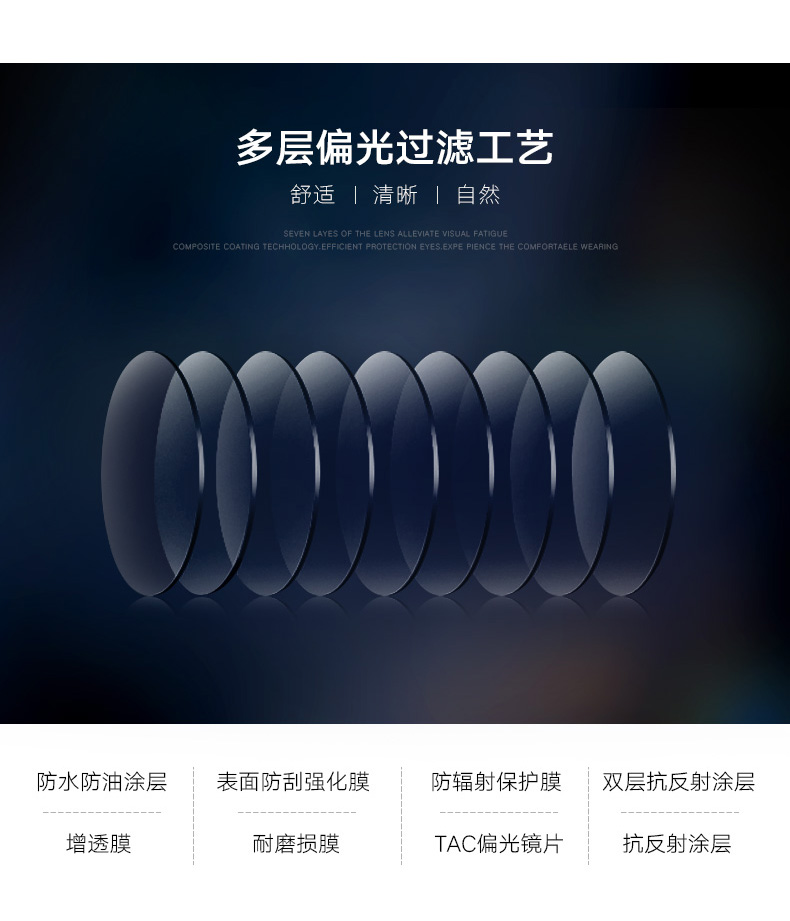 多层偏光过滤工艺
舒适 | 清晰 | 自然
SEVEN LAYES OF THE LENS ALLEVIATE VISUAL FATIGUE
COMPOSITE COATING TECHHOLOGY.EFFICIENT PROTECTION EYES.EXPE PIENCE THE COMFORTAELE WEARING
防水防油涂层 表面防刮强化膜 防辐射保护膜 双层抗反射涂层
增透膜 耐磨损膜 TAC偏光镜片 抗反射涂层